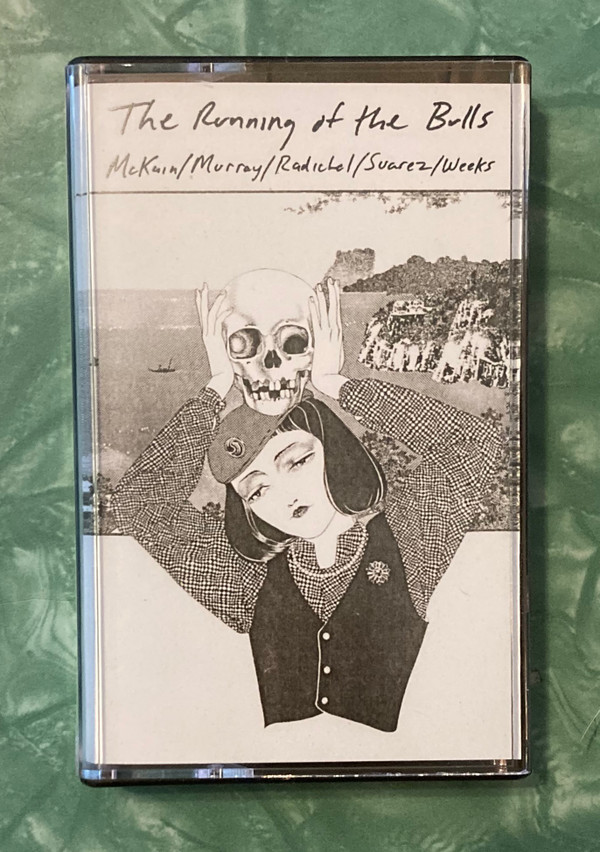 The Running of the Bulls
McKain/Murray/Radichel/Suarez/Weeks